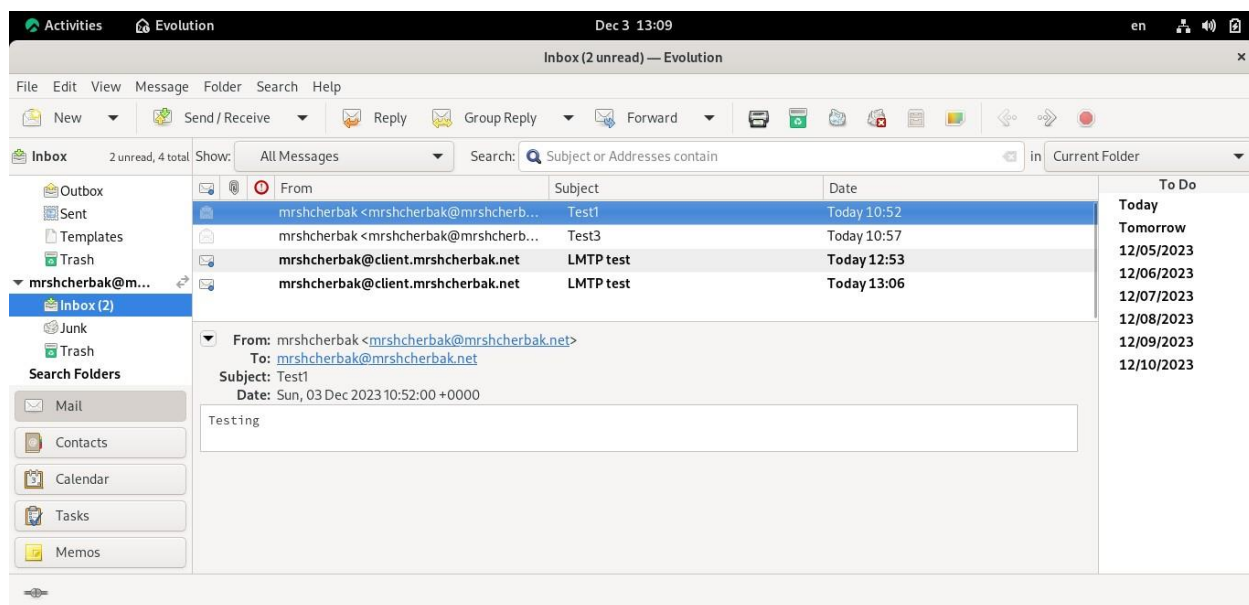 Activities Evolution Dec 3 13:09 en
Inbox (2 unread) — Evolution ×
File Edit View Message Folder Search Help
New Send / Receive Reply Group Reply Forward
Inbox 2 unread, 4 total Show: All Messages Search: Subject or Addresses contain in Current Folder
Outbox
Sent
Templates
Trash
mrshcherbak@m...
Inbox (2)
Junk
Trash
Search Folders
Mail
Contacts
Calendar
Tasks
Memos
From Subject Date
mrshcherbak <mrshcherbak@mrshcherb... Test1 Today 10:52
mrshcherbak <mrshcherbak@mrshcherb... Test3 Today 10:57
mrshcherbak@client.mrshcherbak.net LMTP test Today 12:53
mrshcherbak@client.mrshcherbak.net LMTP test Today 13:06
From: mrshcherbak <mrshcherbak@mrshcherbak.net>
To: mrshcherbak@mrshcherbak.net
Subject: Test1
Date: Sun, 03 Dec 2023 10:52:00 +0000
Testing
To Do
Today
Tomorrow
12/05/2023
12/06/2023
12/07/2023
12/08/2023
12/09/2023
12/10/2023